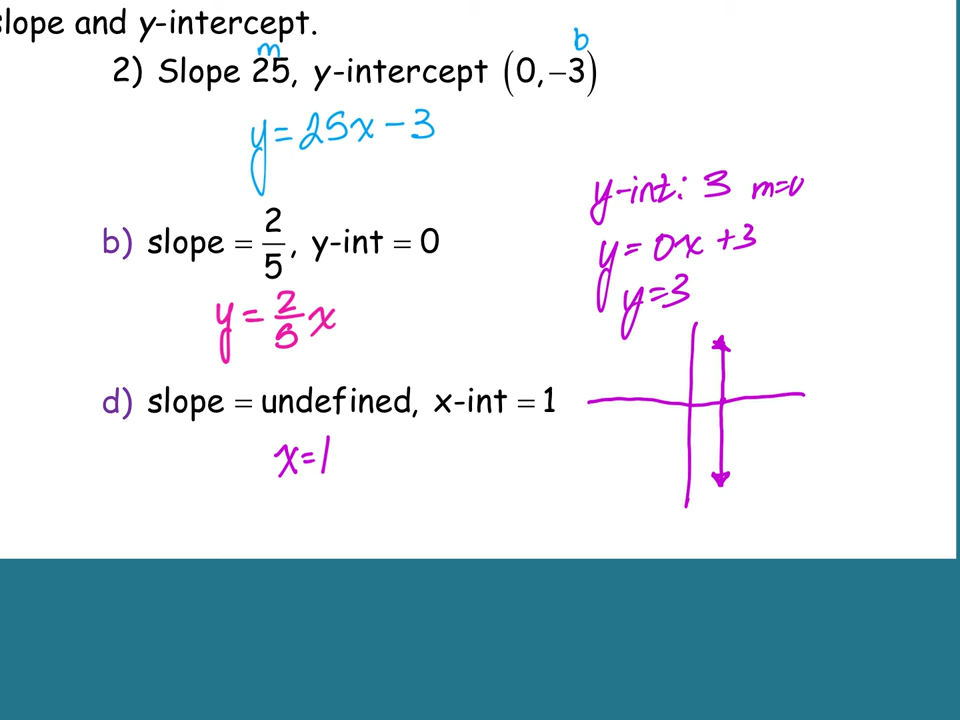 slope and y-intercept.
m b
2) Slope 25, y-intercept (0, −3)
y = 25x − 3
y-int: 3 m=0
y = 0x + 3
y = 3
b) slope = 2/5, y-int = 0
y = 2/5 x
d) slope = undefined, x-int = 1
x = 1